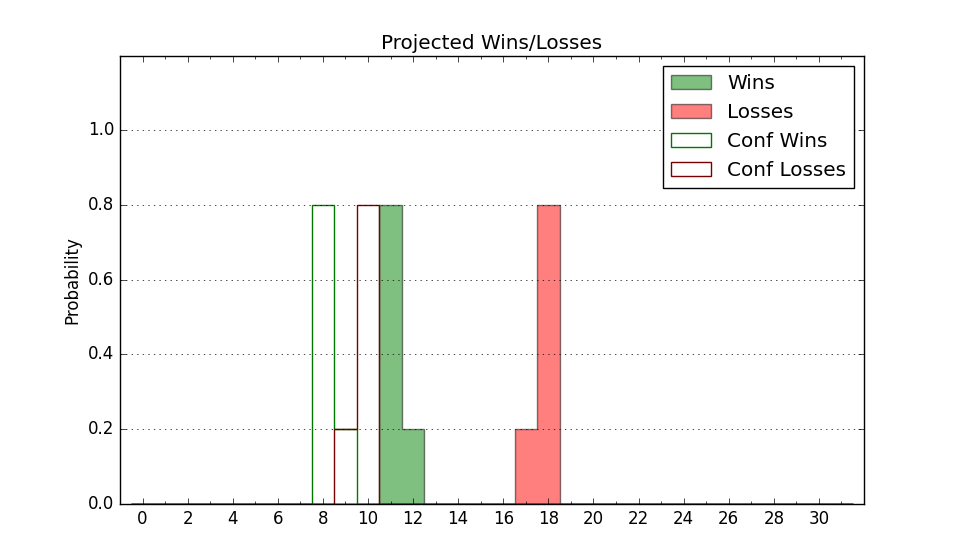 Projected Wins/Losses
Wins
Losses
Conf Wins
Conf Losses
Probability
1.0
0.8
0.6
0.4
0.2
0.0
0 2 4 6 8 10 12 14 16 18 20 22 24 26 28 30